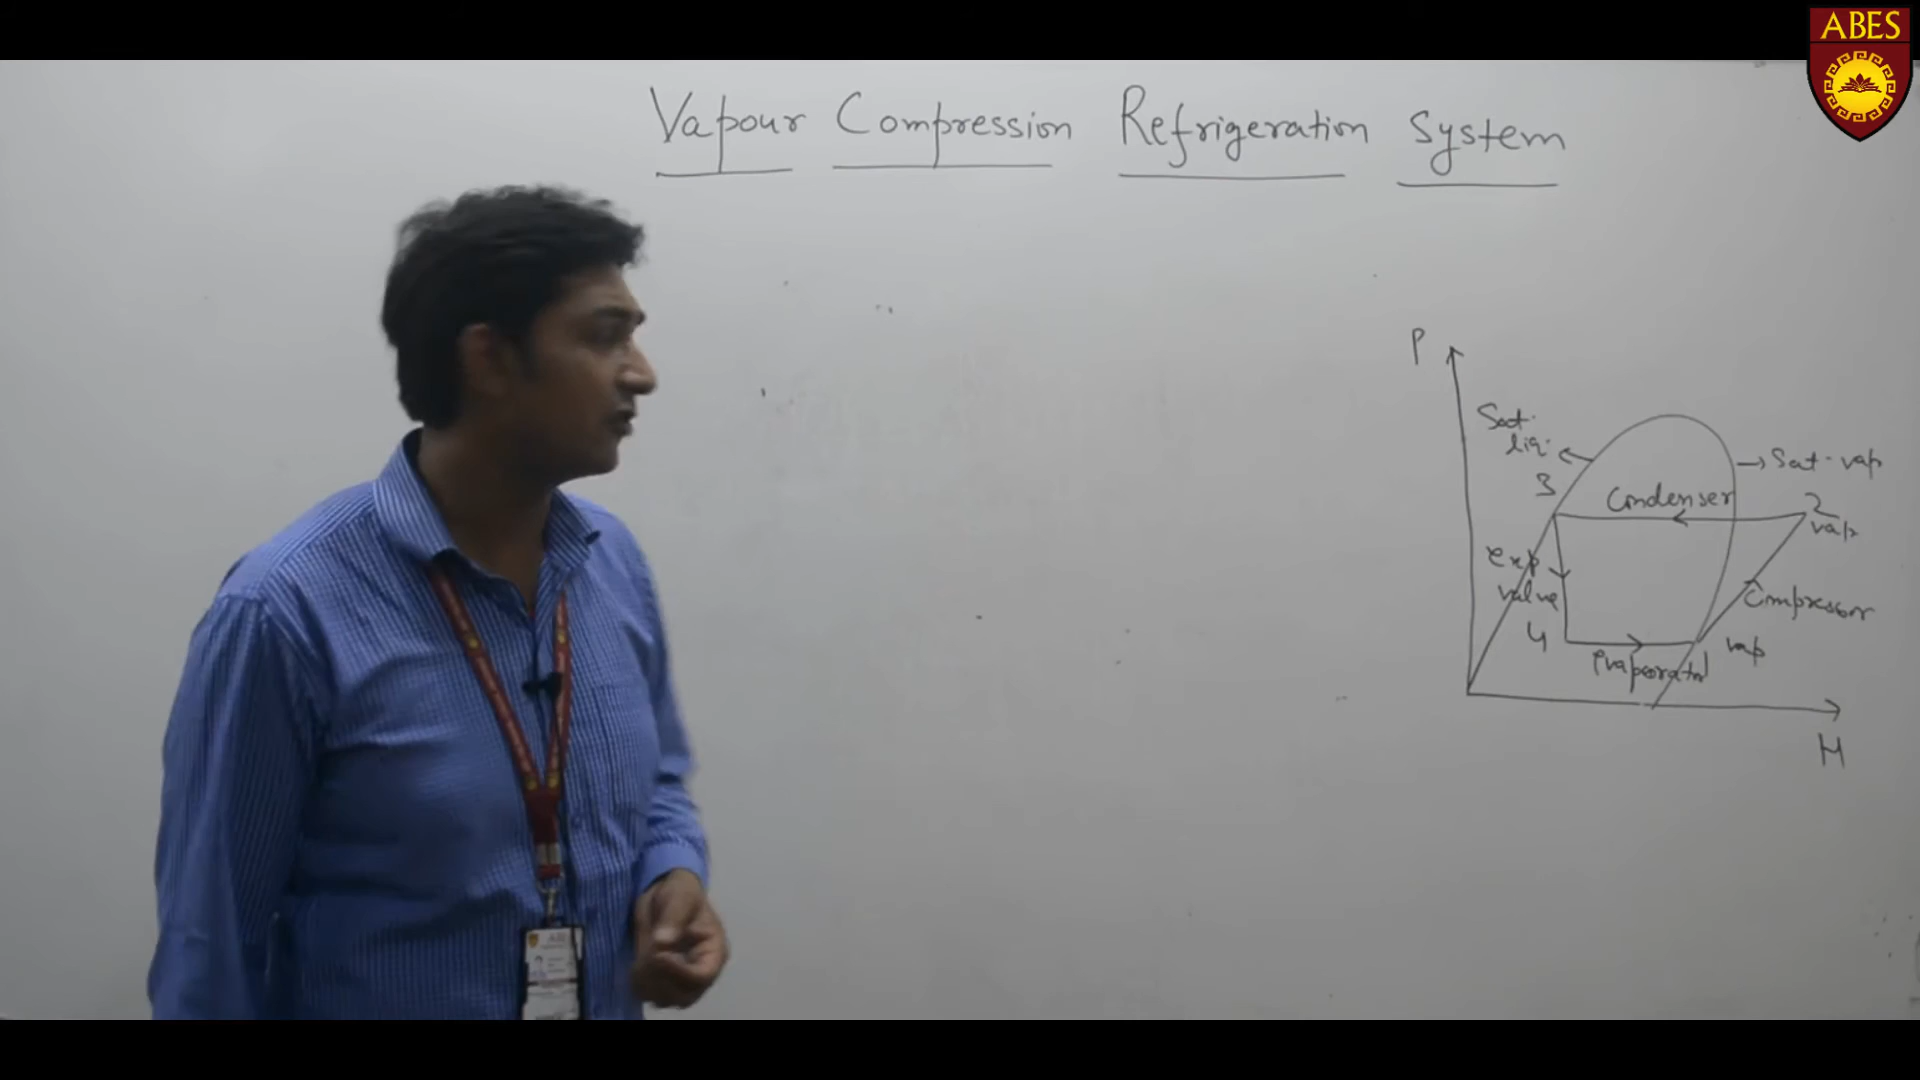 ABES
Vapour Compression Refrigeration System
P
Sat.
liq.
→ Sat-vap
3
Condenser
2
vap
exp
valve
Compressor
4
1
vap
Evaporator
H